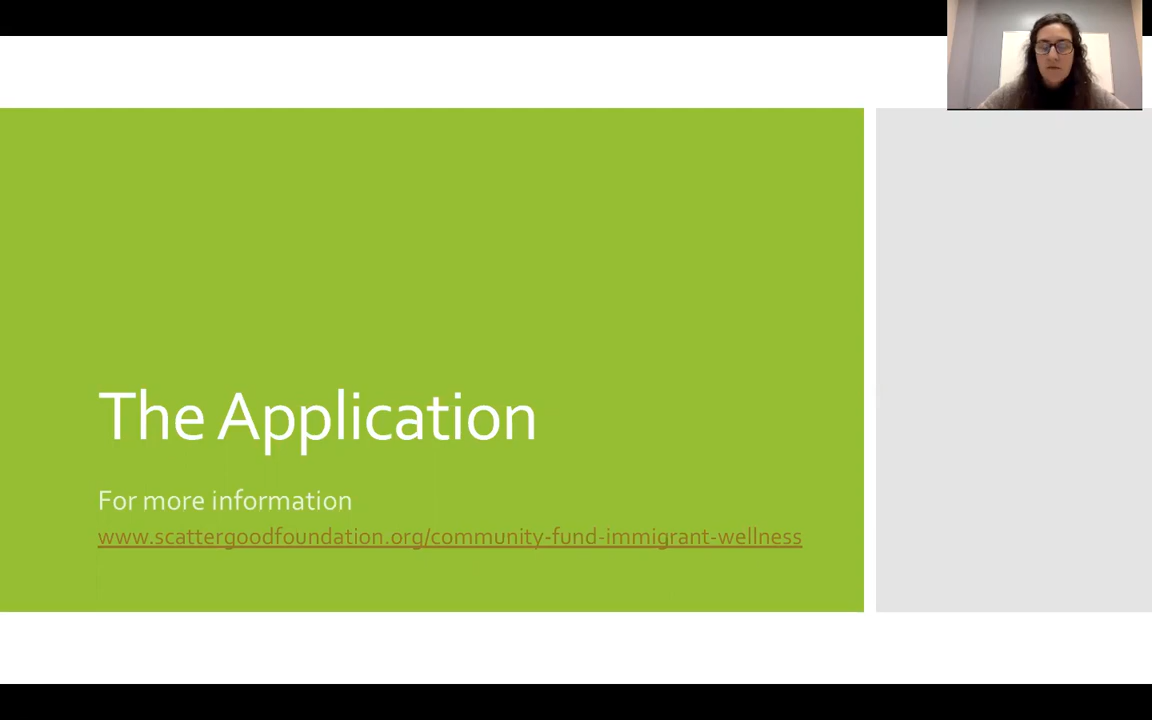 The Application
For more information
www.scattergoodfoundation.org/community-fund-immigrant-wellness